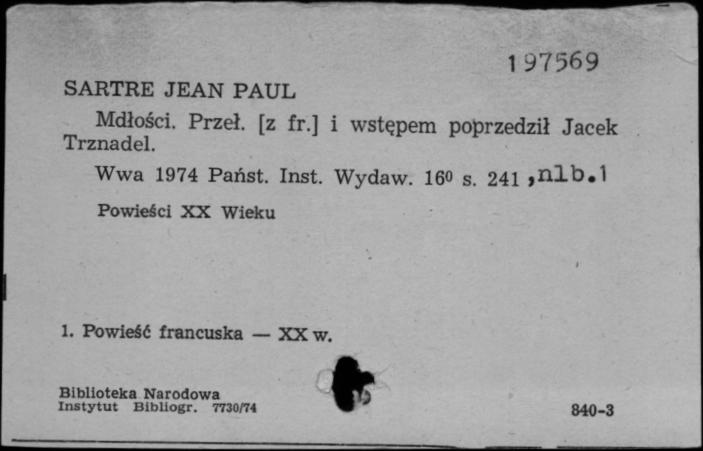 197569
SARTRE JEAN PAUL
Mdłości. Przeł. [z fr.] i wstępem poprzedził Jacek
Trznadel.
Wwa 1974 Państ. Inst. Wydaw. 16⁰ s. 241 ,nlb.1
Powieści XX Wieku
1. Powieść francuska — XX w.
Biblioteka Narodowa
Instytut Bibliogr. 7730/74
840-3